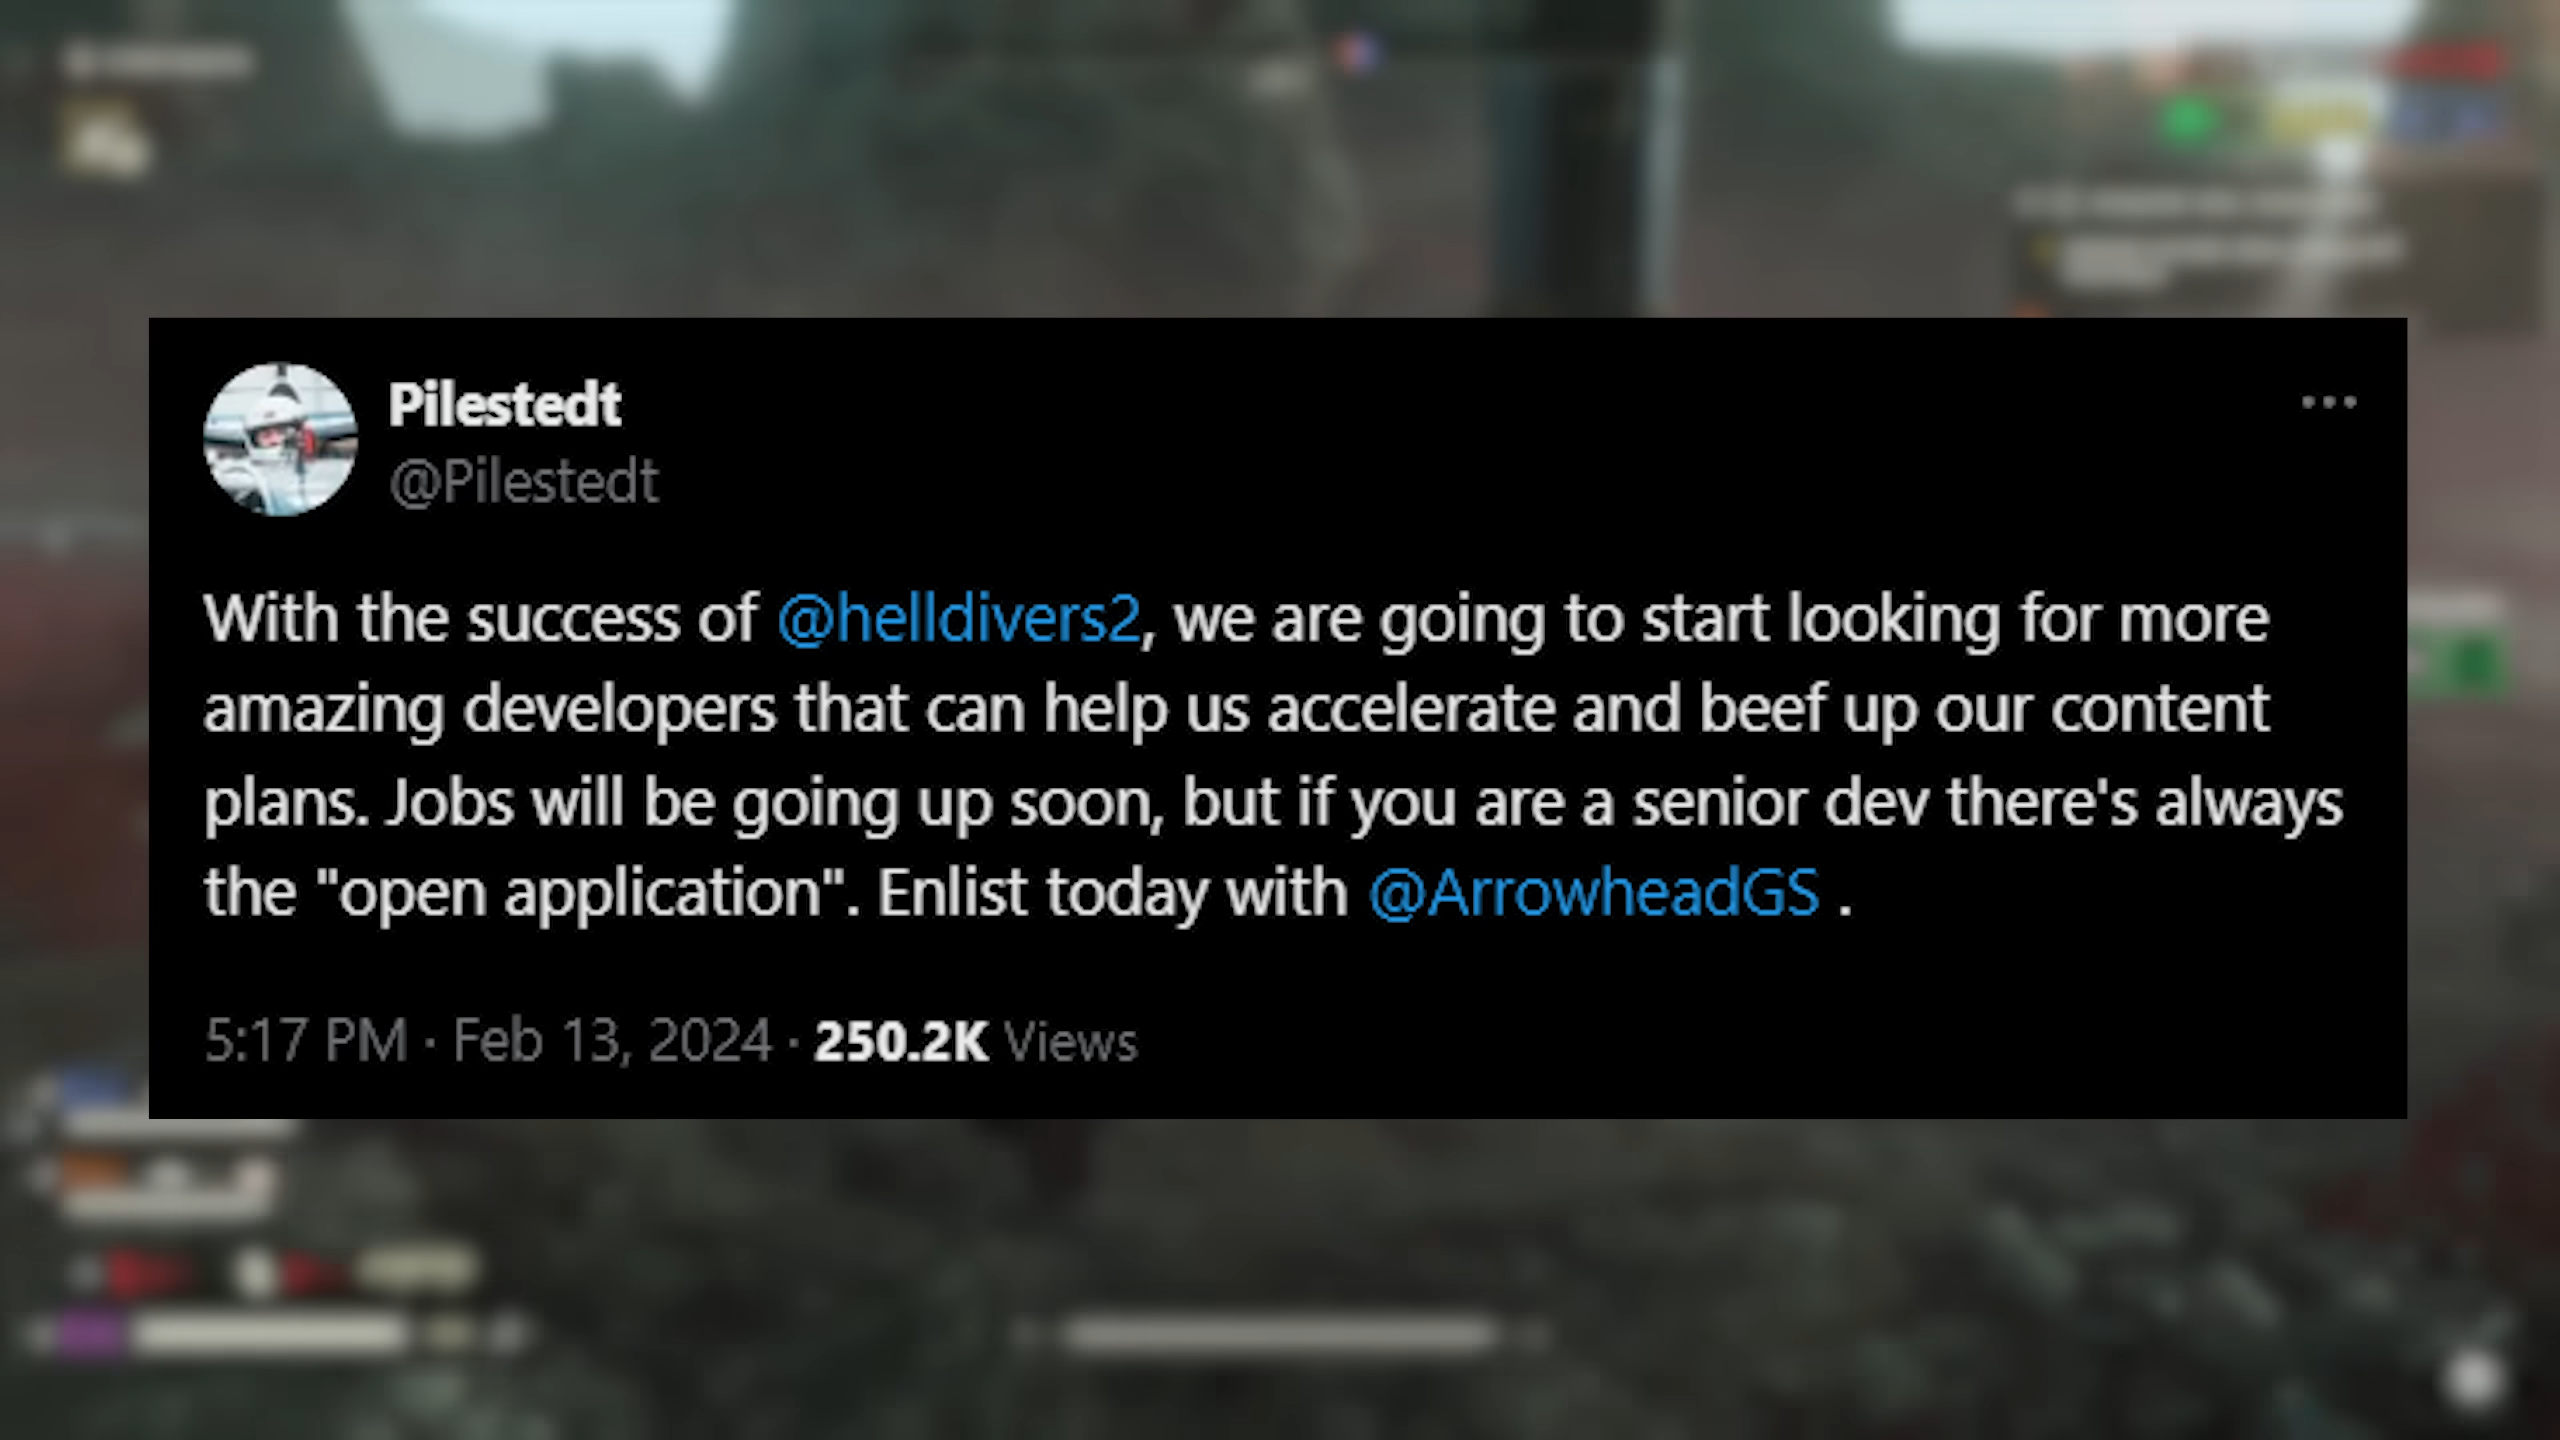 Pilestedt
@Pilestedt
With the success of @helldivers2, we are going to start looking for more
amazing developers that can help us accelerate and beef up our content
plans. Jobs will be going up soon, but if you are a senior dev there's always
the "open application". Enlist today with @ArrowheadGS .
5:17 PM · Feb 13, 2024 · 250.2K Views